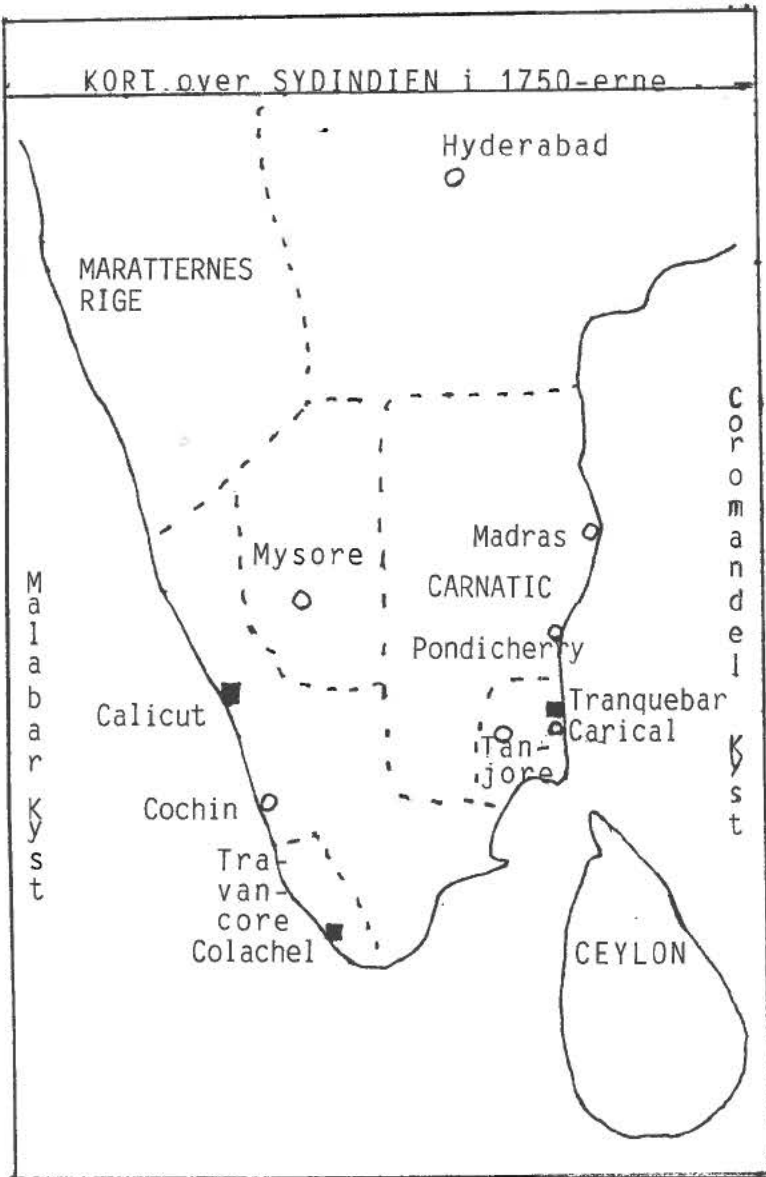 KORT over SYDINDIEN i 1750-erne
Hyderabad
MARATTERNES
RIGE
Coromandel Kyst
Madras
Mysore
CARNATIC
Malabar Kyst
Pondicherry
Tranquebar
Calicut
Carical
Tan-
jore
Cochin
Tra-
van-
core
Colachel
CEYLON